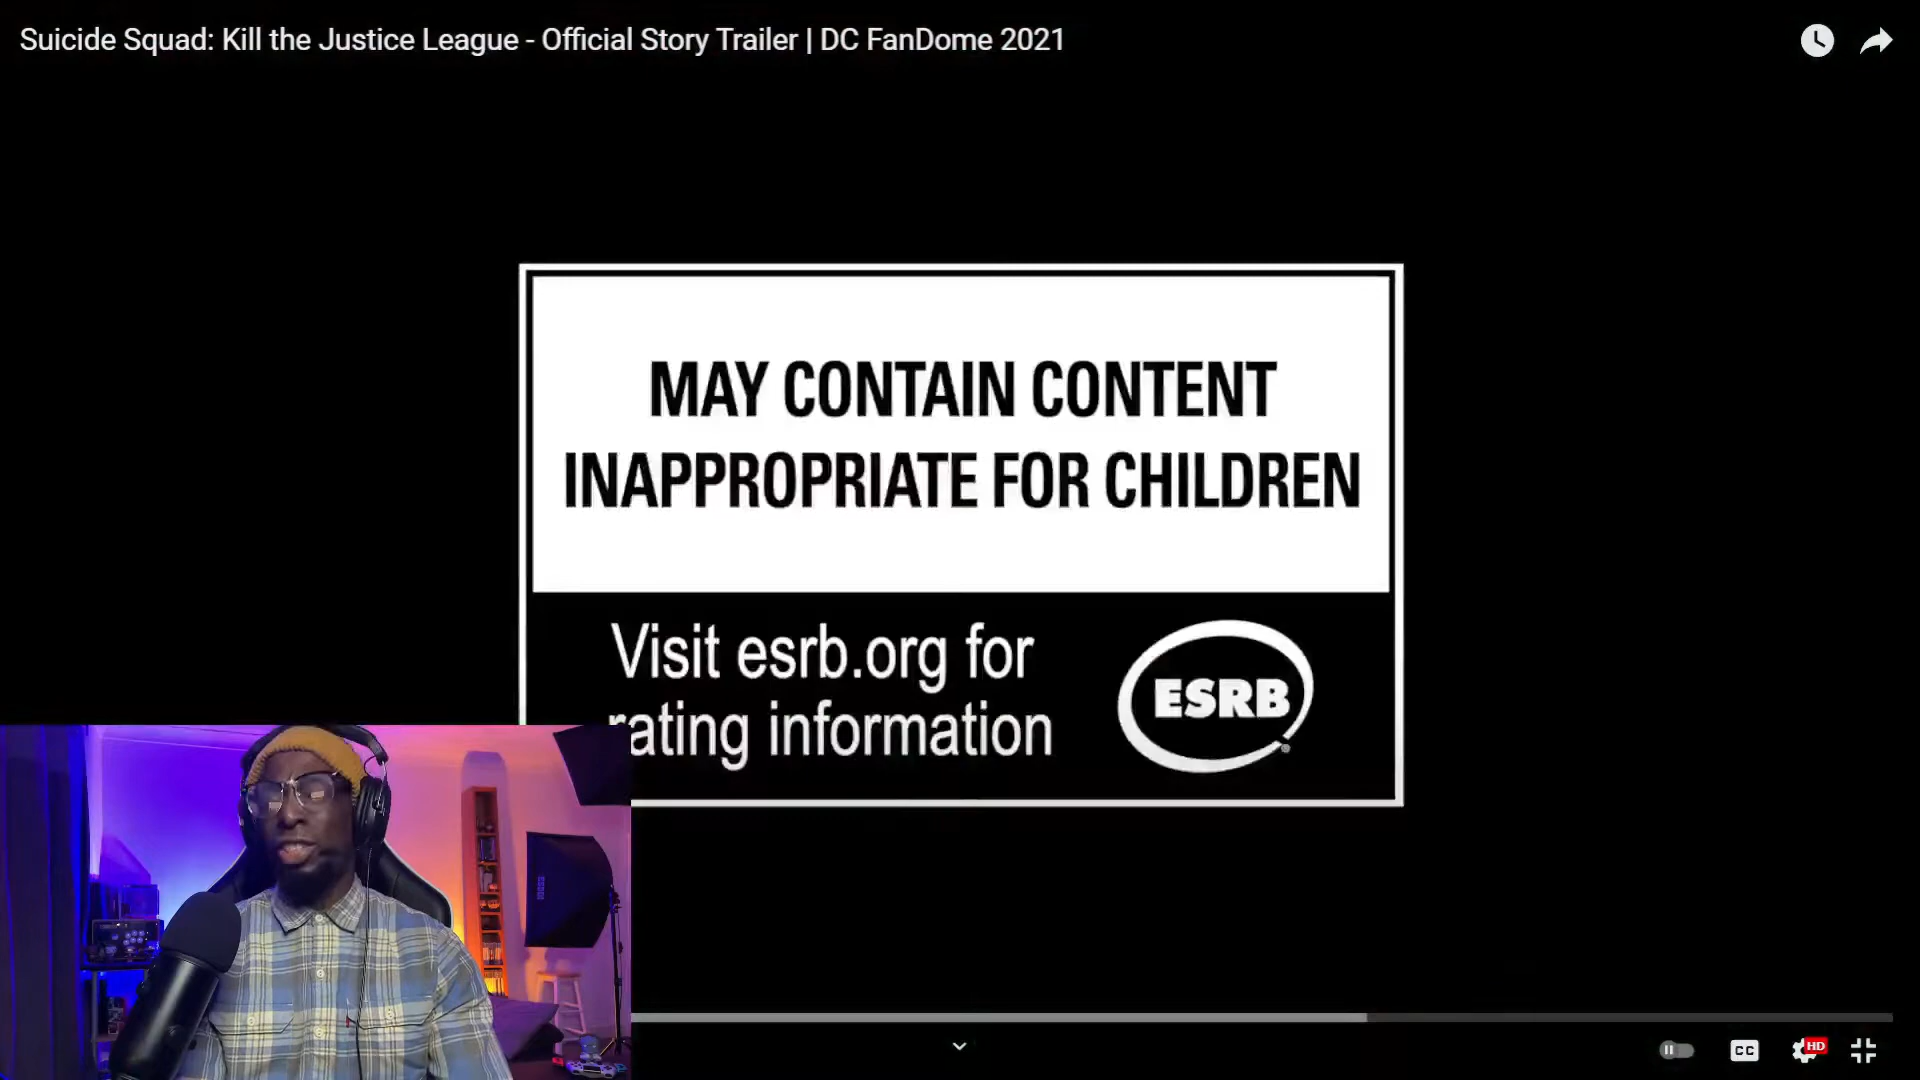 Suicide Squad: Kill the Justice League - Official Story Trailer | DC FanDome 2021
MAY CONTAIN CONTENT
INAPPROPRIATE FOR CHILDREN
Visit esrb.org for
rating information
ESRB
CC
HD